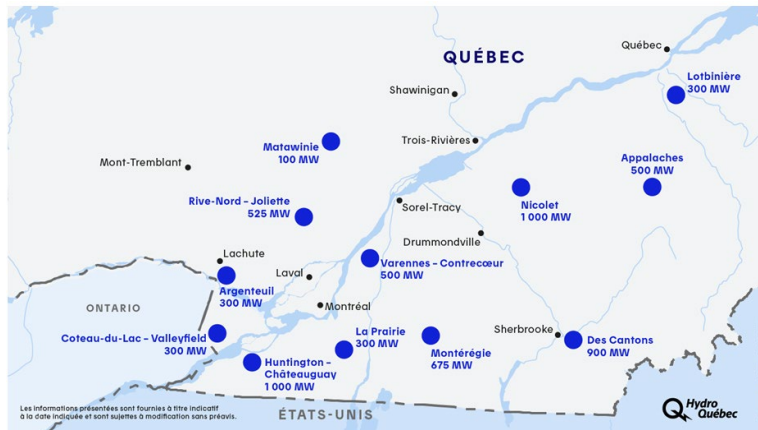 QUÉBEC
Québec
Lotbinière
300 MW
Shawinigan
Trois-Rivières
Matawinie
100 MW
Mont-Tremblant
Appalaches
500 MW
Rive-Nord – Joliette
525 MW
Nicolet
1 000 MW
Sorel-Tracy
Drummondville
Lachute
Varennes – Contrecœur
500 MW
Laval
Argenteuil
300 MW
ONTARIO
Montréal
Coteau-du-Lac – Valleyfield
300 MW
La Prairie
300 MW
Sherbrooke
Des Cantons
900 MW
Montérégie
675 MW
Huntington –
Châteauguay
1 000 MW
Les informations présentées sont fournies à titre indicatif
à la date indiquée et sont sujettes à modification sans préavis.
ÉTATS-UNIS
Hydro
Québec